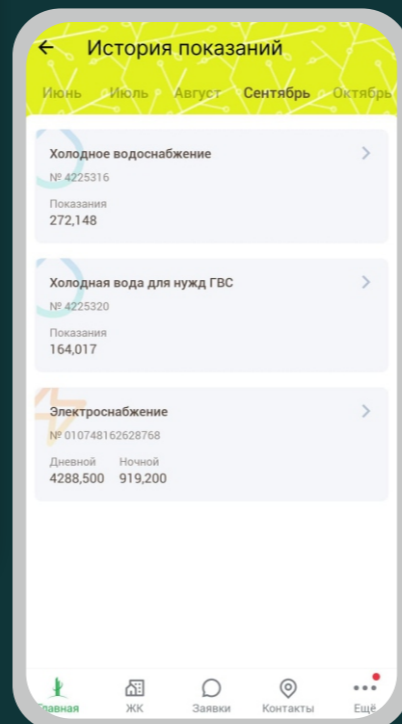 История показаний
Июнь Июль Август Сентябрь Октябрь
Холодное водоснабжение
№ 4225316
Показания
272,148
Холодная вода для нужд ГВС
№ 4225320
Показания
164,017
Электроснабжение
№ 010748162628768
Дневной Ночной
4288,500 919,200
Главная ЖК Заявки Контакты Ещё